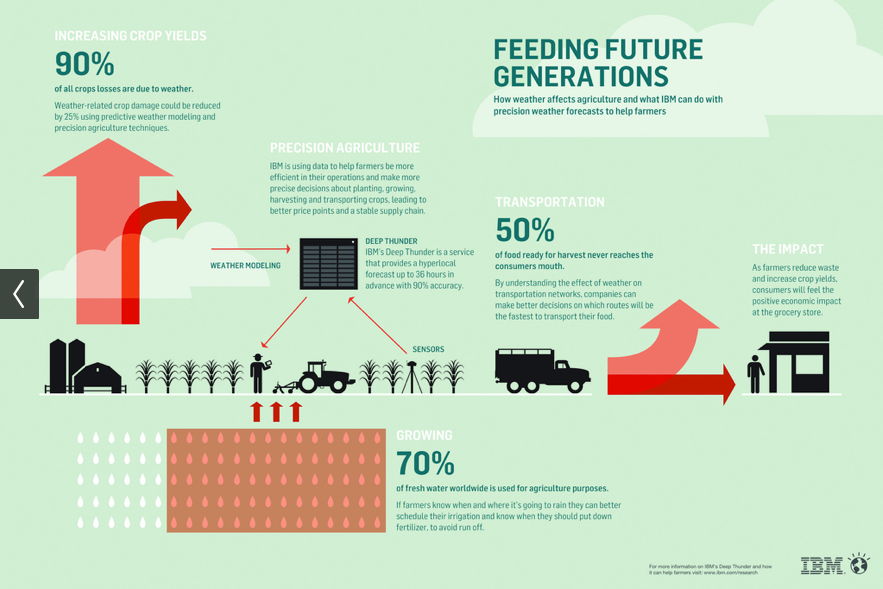 INCREASING CROP YIELDS
90%
of all crops losses are due to weather.
Weather-related crop damage could be reduced
by 25% using predictive weather modeling and
precision agriculture techniques.
FEEDING FUTURE
GENERATIONS
How weather affects agriculture and what IBM can do with
precision weather forecasts to help farmers
PRECISION AGRICULTURE
IBM is using data to help farmers be more
efficient in their operations and make more
precise decisions about planting, growing,
harvesting and transporting crops, leading to
better price points and a stable supply chain.
WEATHER MODELING
DEEP THUNDER
IBM's Deep Thunder is a service
that provides a hyperlocal
forecast up to 36 hours in
advance with 90% accuracy.
SENSORS
TRANSPORTATION
50%
of food ready for harvest never reaches the
consumers mouth.
By understanding the effect of weather on
transportation networks, companies can
make better decisions on which routes will be
the fastest to transport their food.
THE IMPACT
As farmers reduce waste
and increase crop yields,
consumers will feel the
positive economic impact
at the grocery store.
GROWING
70%
of fresh water worldwide is used for agriculture purposes.
If farmers know when and where it's going to rain they can better
schedule their irrigation and know when they should put down
fertilizer, to avoid run off.
For more information on IBM's Deep Thunder and how
it can help farmers visit: www.ibm.com/research
IBM